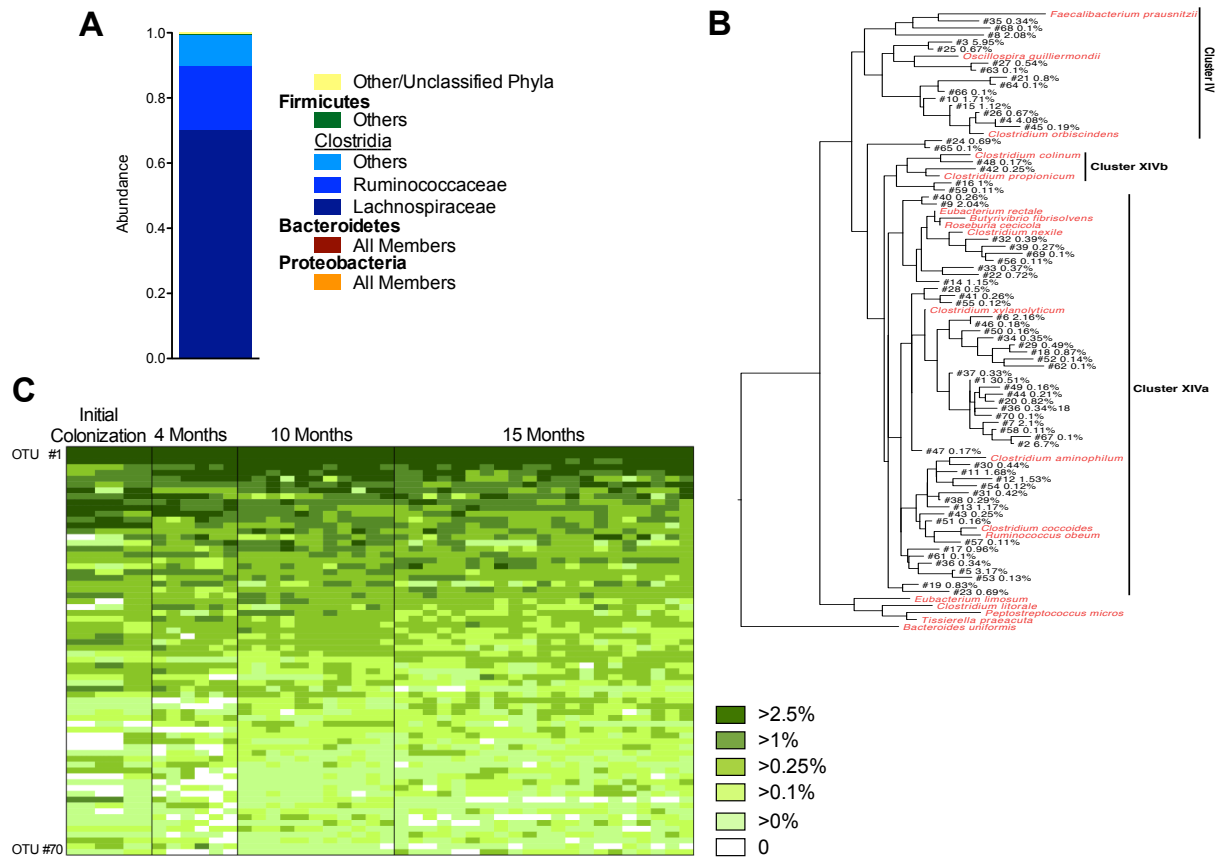 A
1.0
0.8
0.6
0.4
0.2
0.0
Abundance
Other/Unclassified Phyla
Firmicutes
Others
Clostridia
Others
Ruminococcaceae
Lachnospiraceae
Bacteroidetes
All Members
Proteobacteria
All Members
B
Faecalibacterium prausnitzii
#35 0.34%
#68 0.1%
#8 2.08%
#3 5.95%
#25 0.67%
Oscillospira guilliermondii
#27 0.54%
#63 0.1%
#21 0.8%
#64 0.1%
#66 0.1%
#10 1.71%
#15 1.12%
#26 0.67%
#4 4.08%
#45 0.19%
Clostridium orbiscindens
Cluster IV
#24 0.69%
#65 0.1%
Clostridium colinum
#48 0.17%
#42 0.25%
Clostridium propionicum
Cluster XIVb
#16 1%
#59 0.11%
#40 0.26%
#9 2.04%
Eubacterium rectale
Butyrivibrio fibrisolvens
Roseburia cecicola
Clostridium nexile
#32 0.39%
#39 0.27%
#69 0.1%
#56 0.11%
#33 0.37%
#22 0.72%
#14 1.15%
#28 0.5%
#41 0.26%
#55 0.12%
Clostridium xylanolyticum
#6 2.16%
#46 0.18%
#50 0.16%
#34 0.35%
#29 0.49%
#18 0.87%
#52 0.14%
#62 0.1%
#37 0.33%
#1 30.51%
#49 0.16%
#44 0.21%
#20 0.82%
#36 0.34%18
#70 0.1%
#7 2.1%
#58 0.11%
#67 0.1%
#2 6.7%
#47 0.17%
Clostridium aminophilum
#30 0.44%
#11 1.68%
#12 1.53%
#54 0.12%
#31 0.42%
#38 0.29%
#13 1.17%
#43 0.25%
#51 0.16%
Clostridium coccoides
Ruminococcus obeum
#57 0.11%
#17 0.96%
#61 0.1%
#36 0.34%
#5 3.17%
#53 0.13%
#19 0.83%
#23 0.69%
Cluster XIVa
Eubacterium limosum
Clostridium litorale
Peptostreptococcus micros
Tissierella praeacuta
Bacteroides uniformis
C
Initial
Colonization
4 Months
10 Months
15 Months
OTU #1
OTU #70
>2.5%
>1%
>0.25%
>0.1%
>0%
0